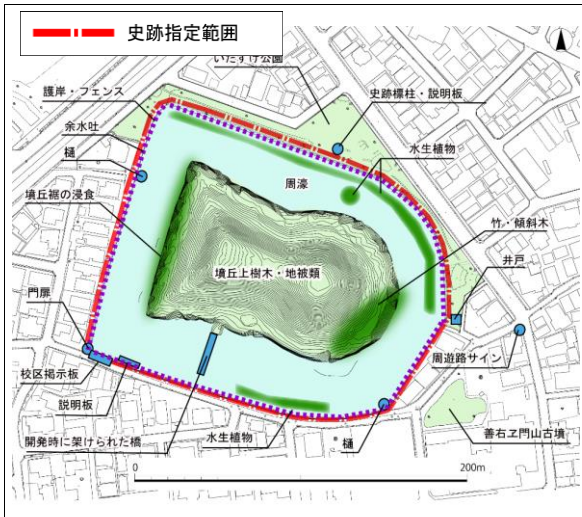 史跡指定範囲
いたすけ公園
護岸・フェンス
史跡標柱・説明板
余水吐
水生植物
樋
周濠
墳丘裾の浸食
竹・傾斜木
墳丘上樹木・地被類
井戸
門扉
周遊路サイン
校区掲示板
説明板
開発時に架けられた橋
水生植物
樋
善右ヱ門山古墳
0
200m